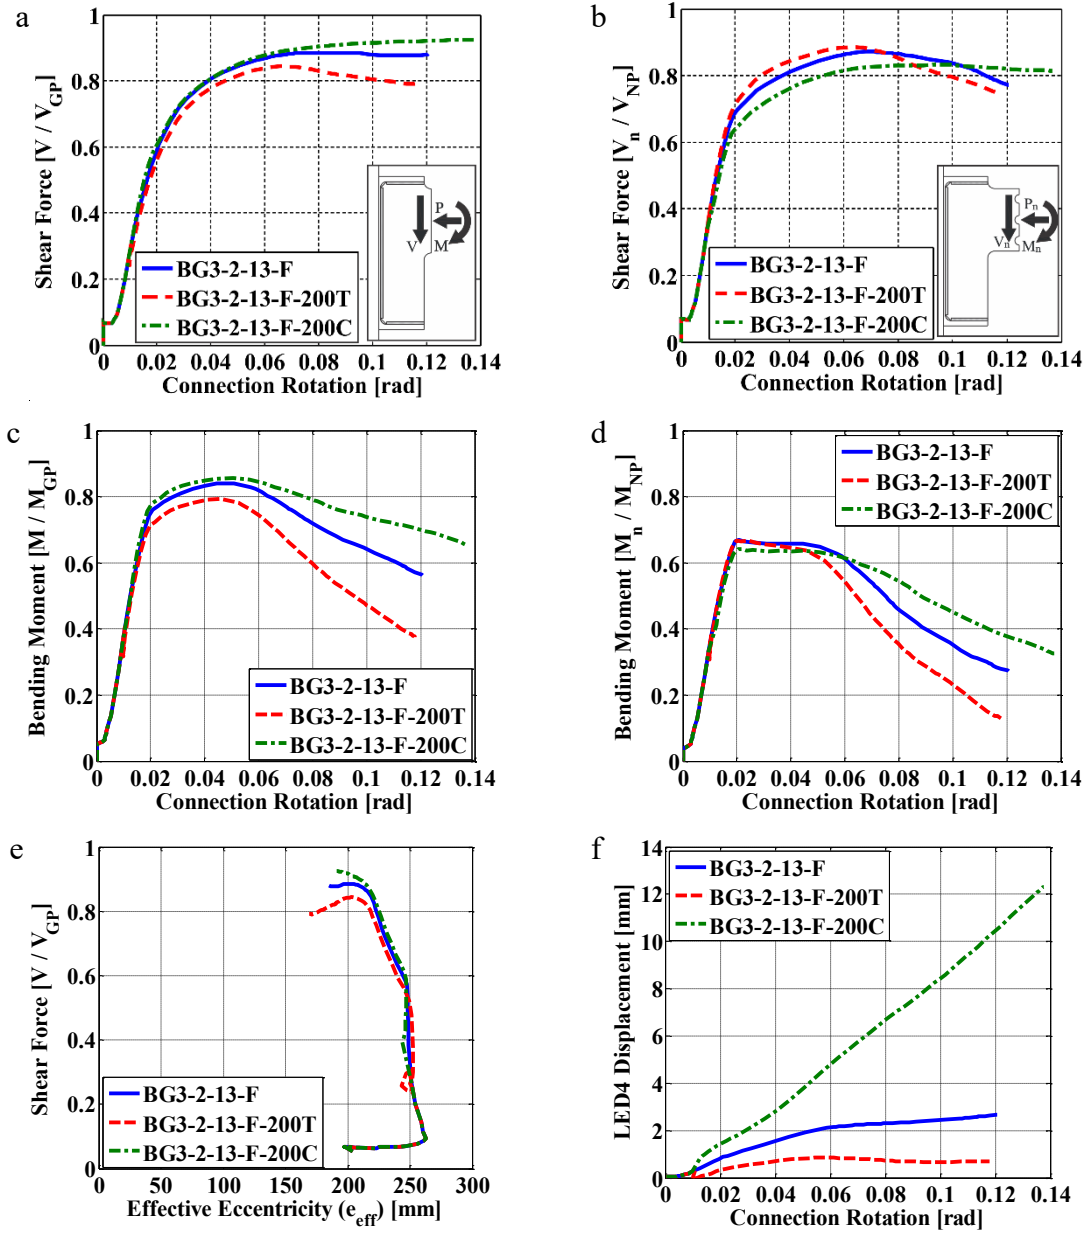 a
Shear Force [V / V_GP]
1
0.8
0.6
0.4
0.2
0
P
V
M
BG3-2-13-F
BG3-2-13-F-200T
BG3-2-13-F-200C
0 0.02 0.04 0.06 0.08 0.1 0.12 0.14
Connection Rotation [rad]
b
Shear Force [V_n / V_NP]
1
0.8
0.6
0.4
0.2
0
P_n
V_n
M_n
BG3-2-13-F
BG3-2-13-F-200T
BG3-2-13-F-200C
0 0.02 0.04 0.06 0.08 0.1 0.12 0.14
Connection Rotation [rad]
c
Bending Moment [M / M_GP]
1
0.8
0.6
0.4
0.2
0
BG3-2-13-F
BG3-2-13-F-200T
BG3-2-13-F-200C
0 0.02 0.04 0.06 0.08 0.1 0.12 0.14
Connection Rotation [rad]
d
Bending Moment [M_n / M_NP]
1
0.8
0.6
0.4
0.2
0
BG3-2-13-F
BG3-2-13-F-200T
BG3-2-13-F-200C
0 0.02 0.04 0.06 0.08 0.1 0.12 0.14
Connection Rotation [rad]
e
Shear Force [V / V_GP]
1
0.8
0.6
0.4
0.2
0
BG3-2-13-F
BG3-2-13-F-200T
BG3-2-13-F-200C
0 50 100 150 200 250 300
Effective Eccentricity (e_eff) [mm]
f
LED4 Displacement [mm]
14
12
10
8
6
4
2
0
BG3-2-13-F
BG3-2-13-F-200T
BG3-2-13-F-200C
0 0.02 0.04 0.06 0.08 0.1 0.12 0.14
Connection Rotation [rad]